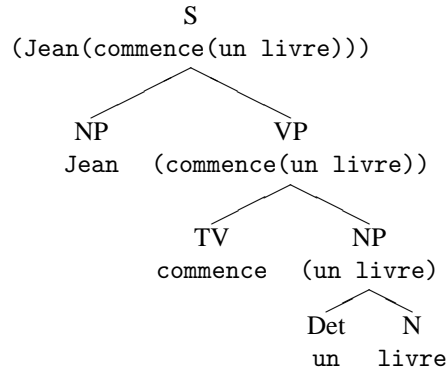 S
(Jean(commence(un livre)))
NP VP
Jean (commence(un livre))
TV NP
commence (un livre)
Det N
un livre